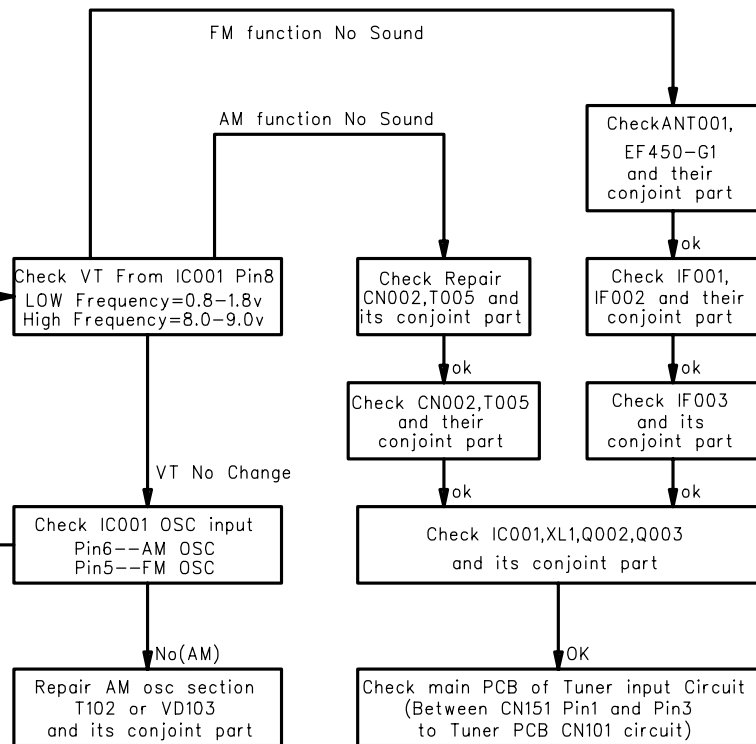 FM function No Sound
AM function No Sound
CheckANT001,
EF450-G1
and their
conjoint part
ok
Check VT From IC001 Pin8
LOW Frequency=0.8-1.8v
High Frequency=8.0-9.0v
Check Repair
CN002,T005 and
its conjoint part
Check IF001,
IF002 and their
conjoint part
ok
ok
Check CN002,T005
and their
conjoint part
Check IF003
and its
conjoint part
VT No Change
ok
ok
Check IC001 OSC input
Pin6--AM OSC
Pin5--FM OSC
Check IC001,XL1,Q002,Q003
and its conjoint part
No(AM)
OK
Repair AM osc section
T102 or VD103
and its conjoint part
Check main PCB of Tuner input Circuit
(Between CN151 Pin1 and Pin3
to Tuner PCB CN101 circuit)